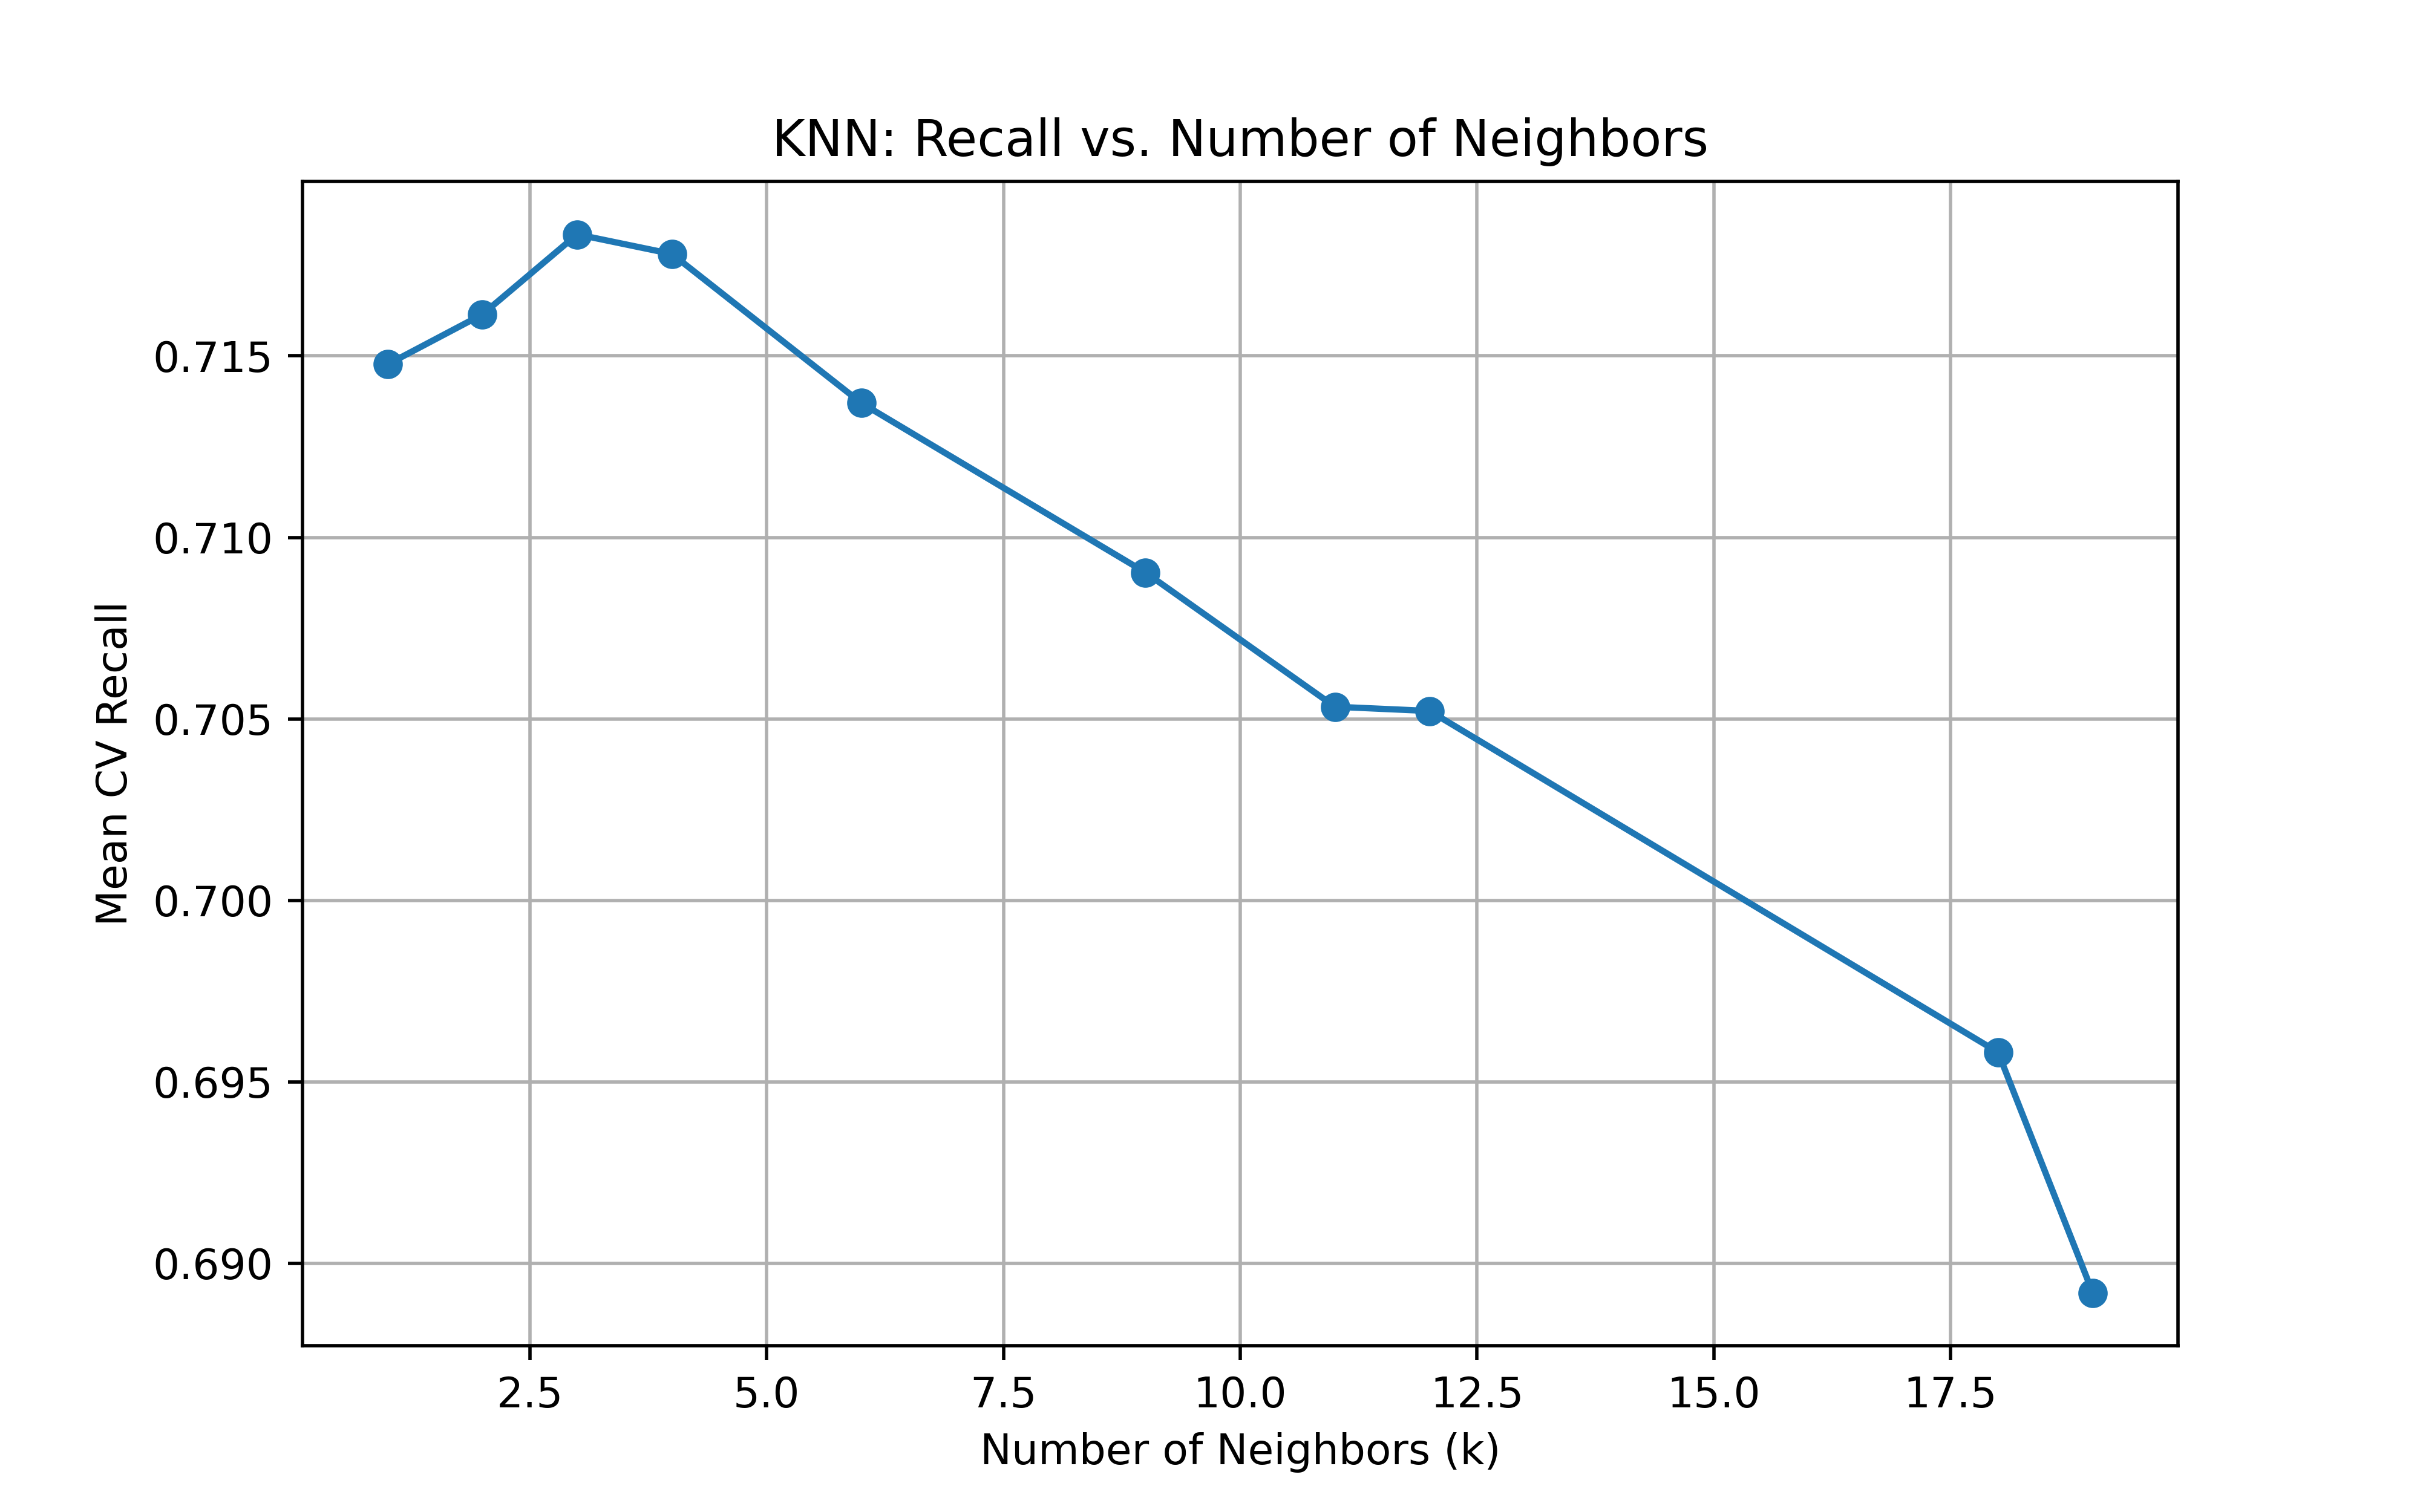 KNN: Recall vs. Number of Neighbors
Mean CV Recall
0.715
0.710
0.705
0.700
0.695
0.690
2.5 5.0 7.5 10.0 12.5 15.0 17.5
Number of Neighbors (k)